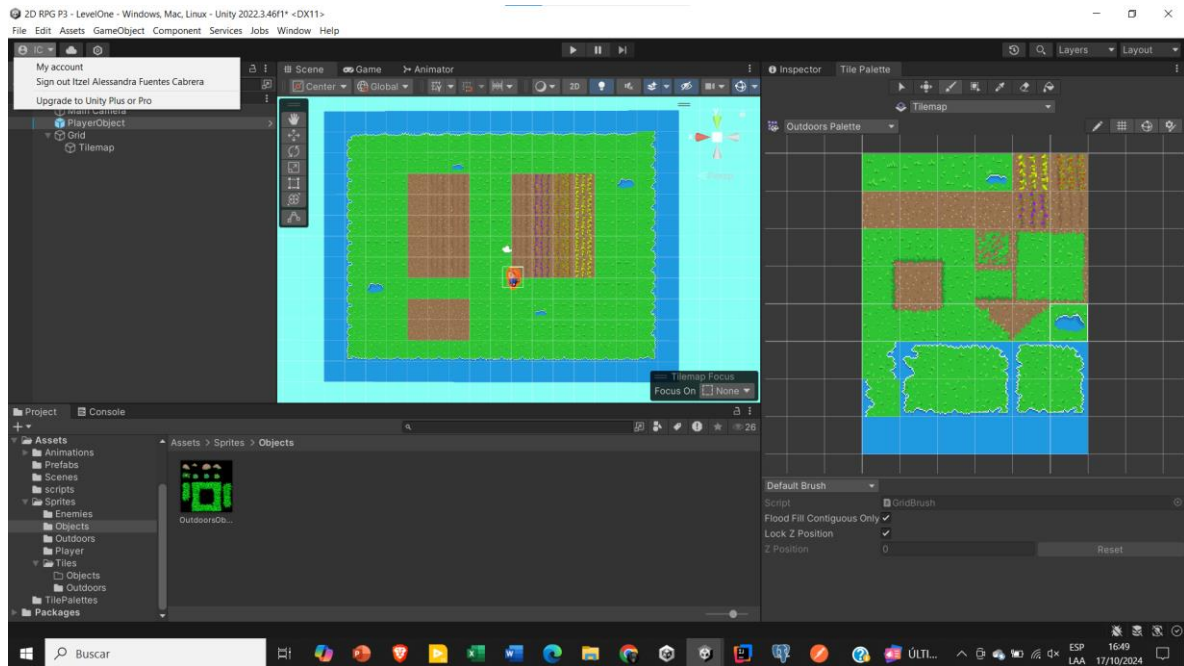 2D RPG P3 - LevelOne - Windows, Mac, Linux - Unity 2022.3.46f1* <DX11>
File Edit Assets GameObject Component Services Jobs Window Help
IC
Layers
Layout
My account
Sign out Itzel Alessandra Fuentes Cabrera
Upgrade to Unity Plus or Pro
Main Camera
PlayerObject
Grid
Tilemap
Scene
Game
Animator
Center
Global
2D
Tilemap Focus
Focus On
None
Inspector
Tile Palette
Tilemap
Outdoors Palette
Default Brush
Script
GridBrush
Flood Fill Contiguous Only
Lock Z Position
Z Position
0
Reset
Project
Console
26
Assets
Animations
Prefabs
Scenes
scripts
Sprites
Enemies
Objects
Outdoors
Player
Tiles
Objects
Outdoors
TilePalettes
Packages
Assets > Sprites > Objects
OutdoorsOb...
Buscar
ÚLTI...
ESP
LAA
16:49
17/10/2024